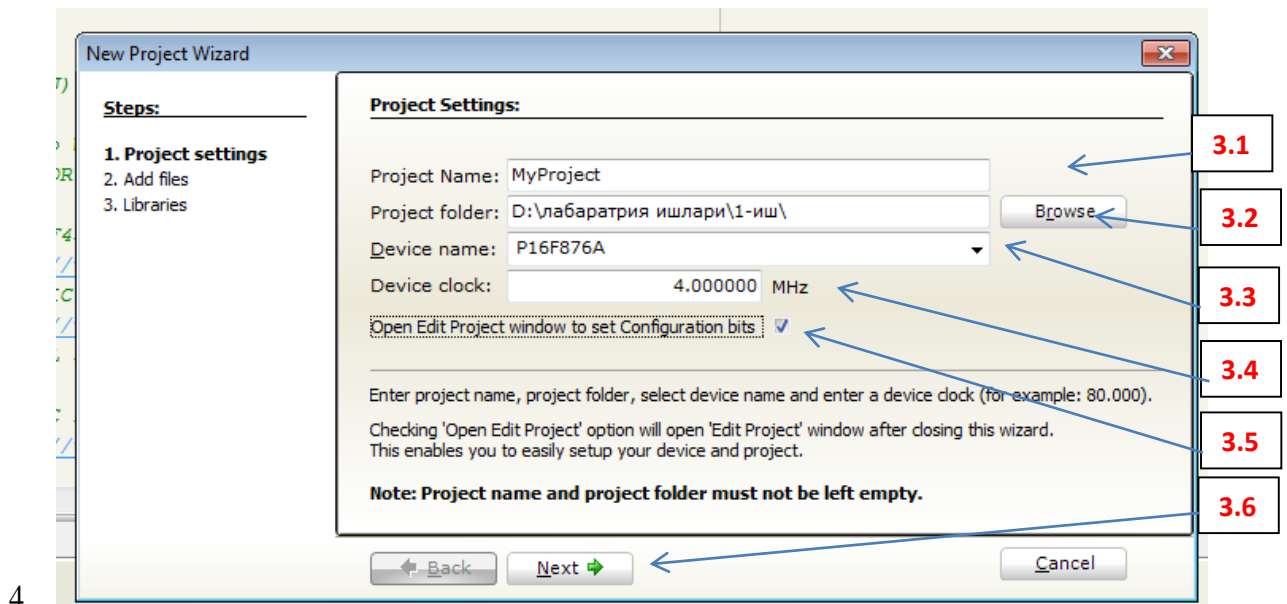 New Project Wizard
Steps:
1. Project settings
2. Add files
3. Libraries
Project Settings:
Project Name: MyProject
Project folder: D:\лабаратрия ишлари\1-иш\ Browse
Device name: P16F876A
Device clock: 4.000000 MHz
Open Edit Project window to set Configuration bits
Enter project name, project folder, select device name and enter a device clock (for example: 80.000).
Checking 'Open Edit Project' option will open 'Edit Project' window after closing this wizard.
This enables you to easily setup your device and project.
Note: Project name and project folder must not be left empty.
Back Next Cancel
3.1
3.2
3.3
3.4
3.5
3.6
4